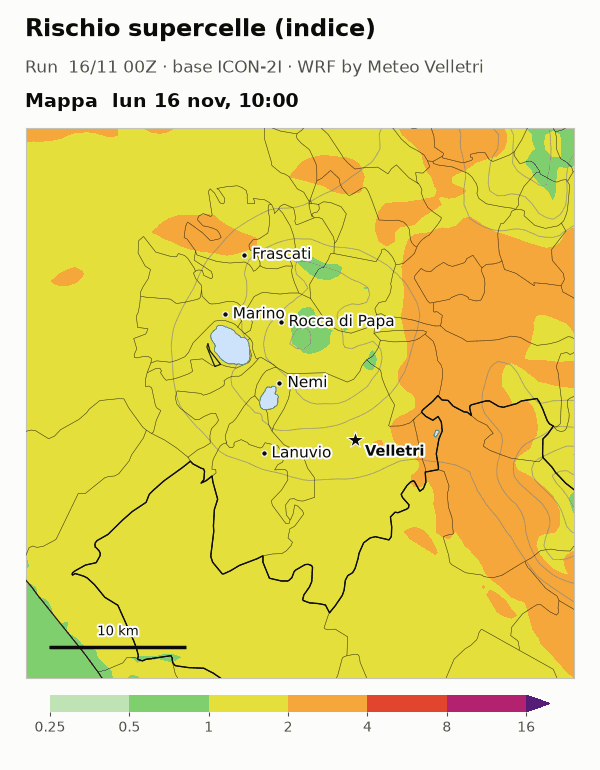 Rischio supercelle (indice)
Run  16/11 00Z · base ICON-2I · WRF by Meteo Velletri
Mappa  lun 16 nov, 10:00
Frascati
Marino
Rocca di Papa
Nemi
Velletri
Lanuvio
10 km
0.25 0.5 1 2 4 8 16